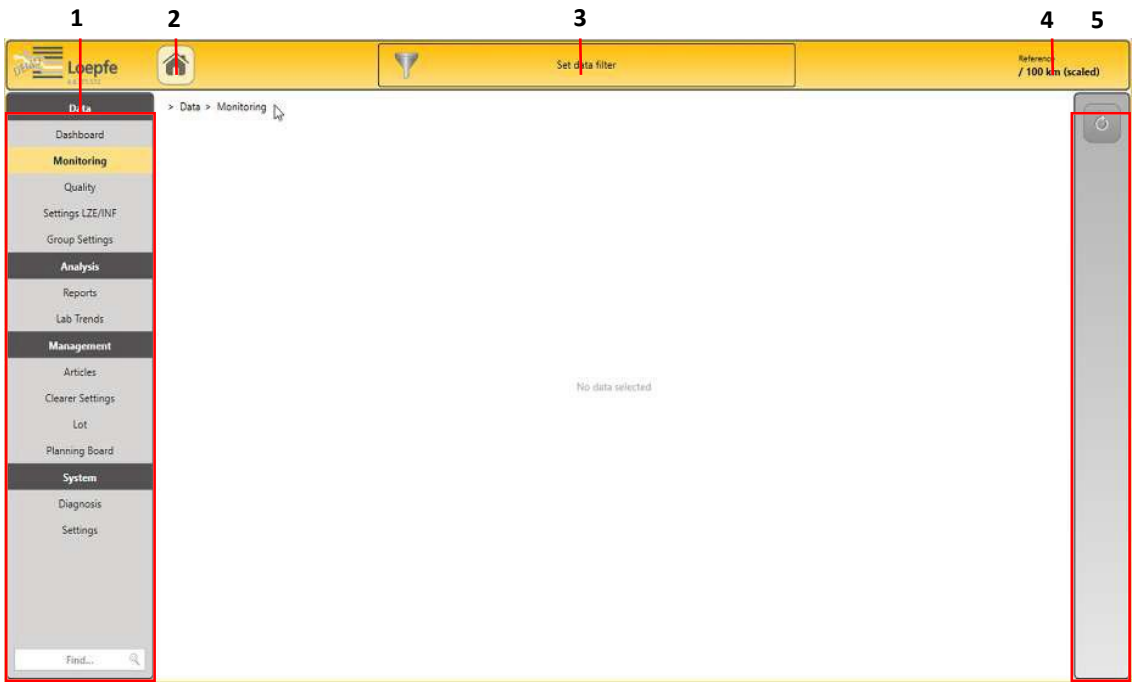 1 2 3 4 5
DEMO
Loepfe
Set data filter
Reference
/ 100 km (scaled)
Data
> Data > Monitoring
Dashboard
Monitoring
Quality
Settings LZE/INF
Group Settings
Analysis
Reports
Lab Trends
Management
Articles
No data selected
Clearer Settings
Lot
Planning Board
System
Diagnosis
Settings
Find...